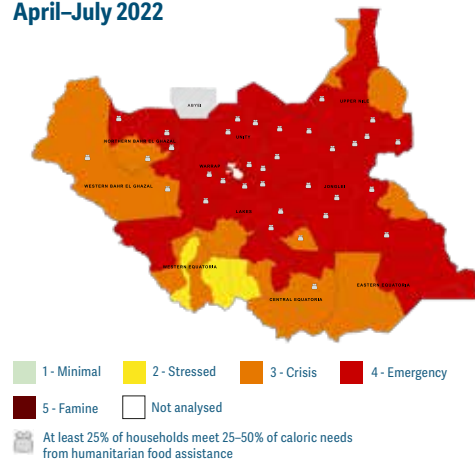 April–July 2022
ABYEI
UPPER NILE
UNITY
NORTHERN BAHR EL GHAZAL
WARRAP
WESTERN BAHR EL GHAZAL
JONGLEI
LAKES
WESTERN EQUATORIA
EASTERN EQUATORIA
CENTRAL EQUATORIA
1 - Minimal
2 - Stressed
3 - Crisis
4 - Emergency
5 - Famine
Not analysed
At least 25% of households meet 25–50% of caloric needs
from humanitarian food assistance